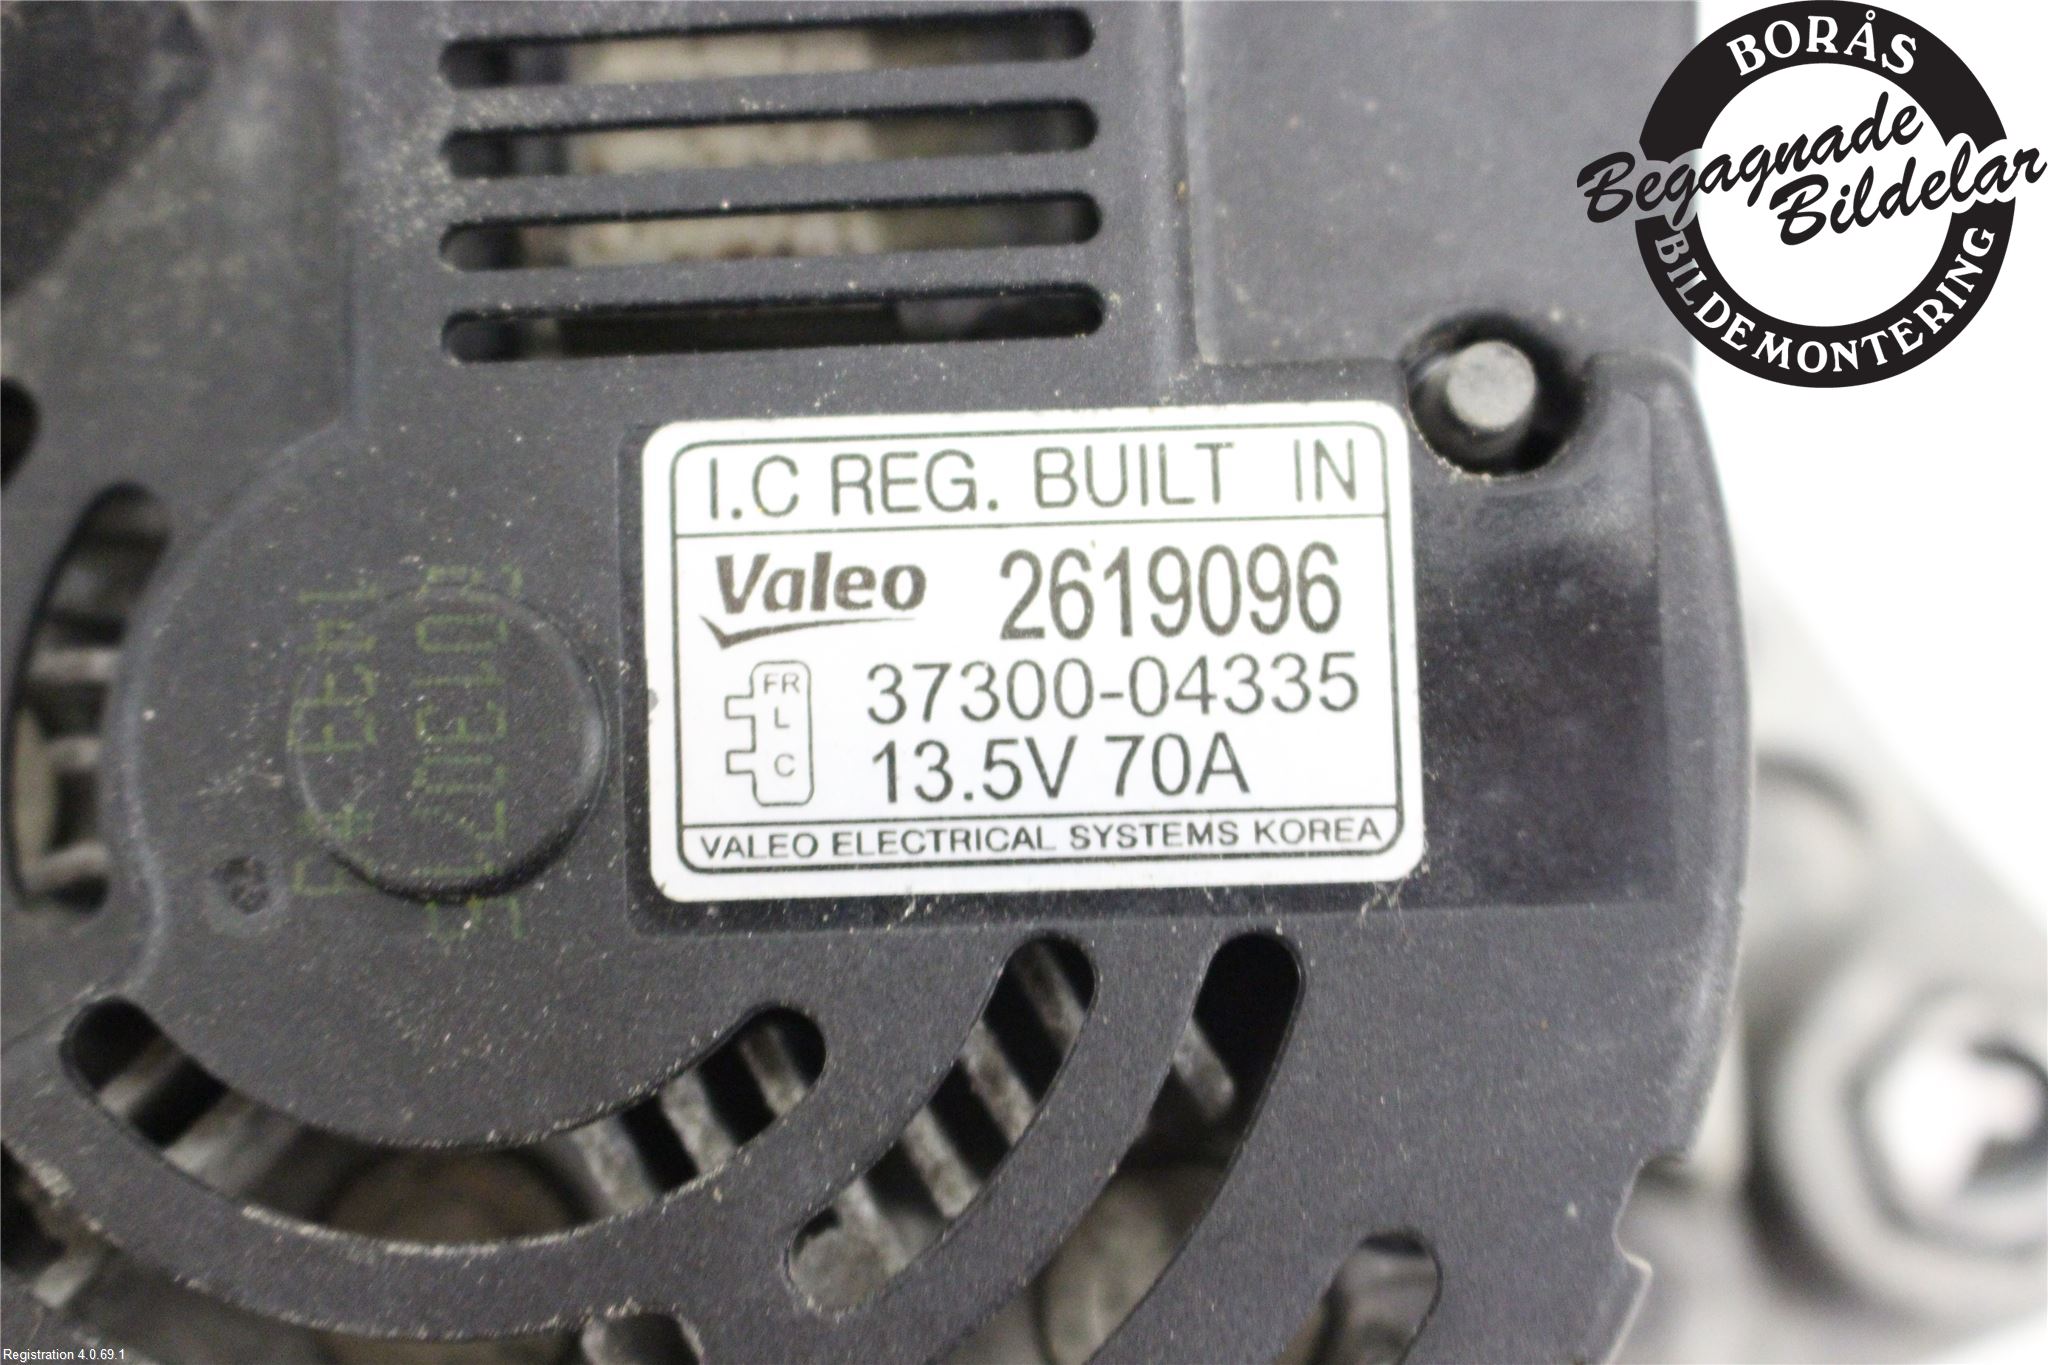 BORÅS
Begagnade
Bildelar
BILDEMONTERING
I.C REG. BUILT IN
Valeo 2619096
FR
L
C
37300-04335
13.5V 70A
VALEO ELECTRICAL SYSTEMS KOREA
Registration 4.0.69.1